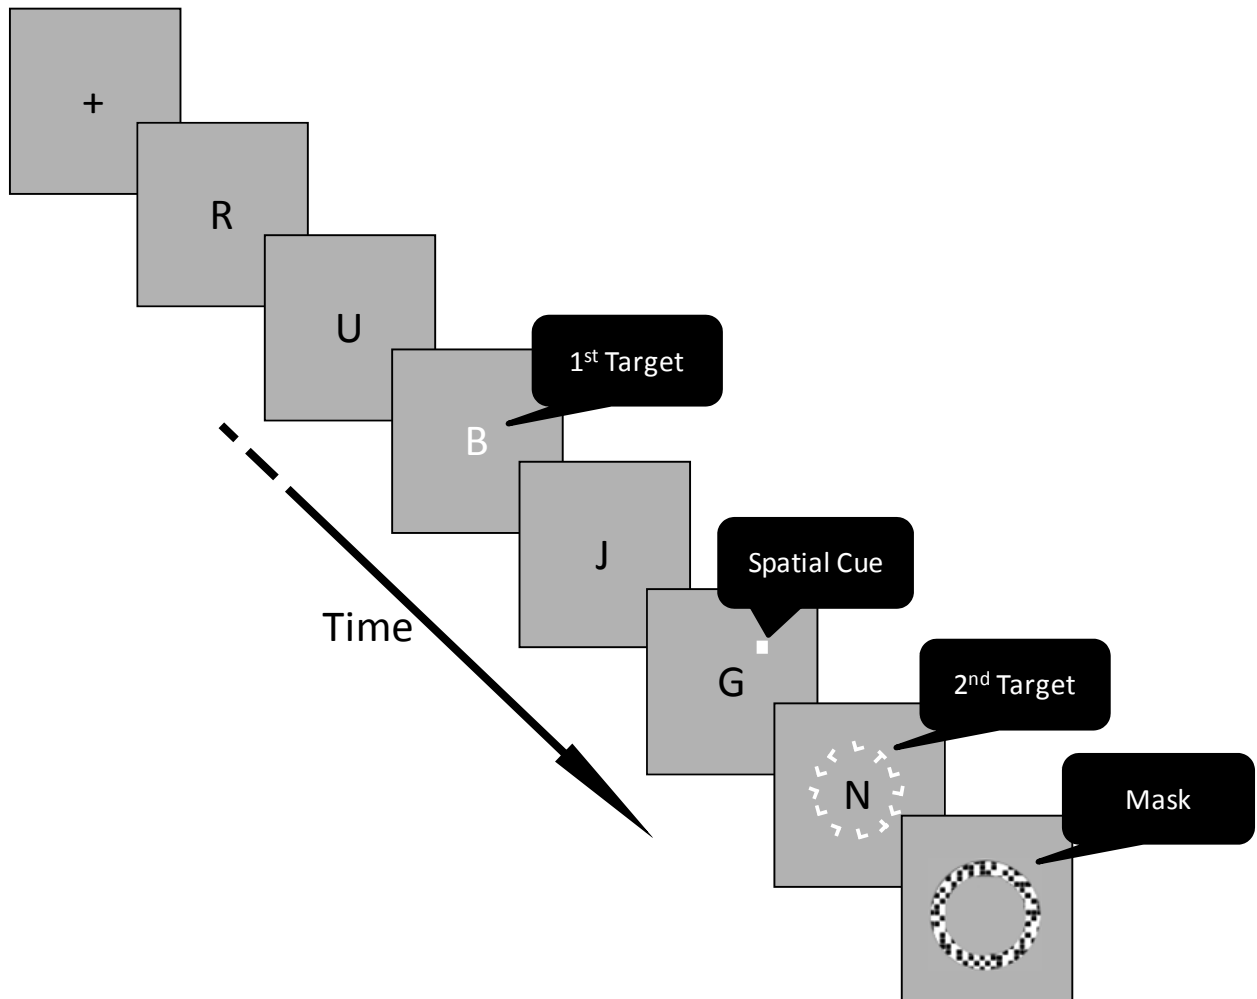 +
R
U
1st Target
B
J
Spatial Cue
Time
G
2nd Target
N
Mask